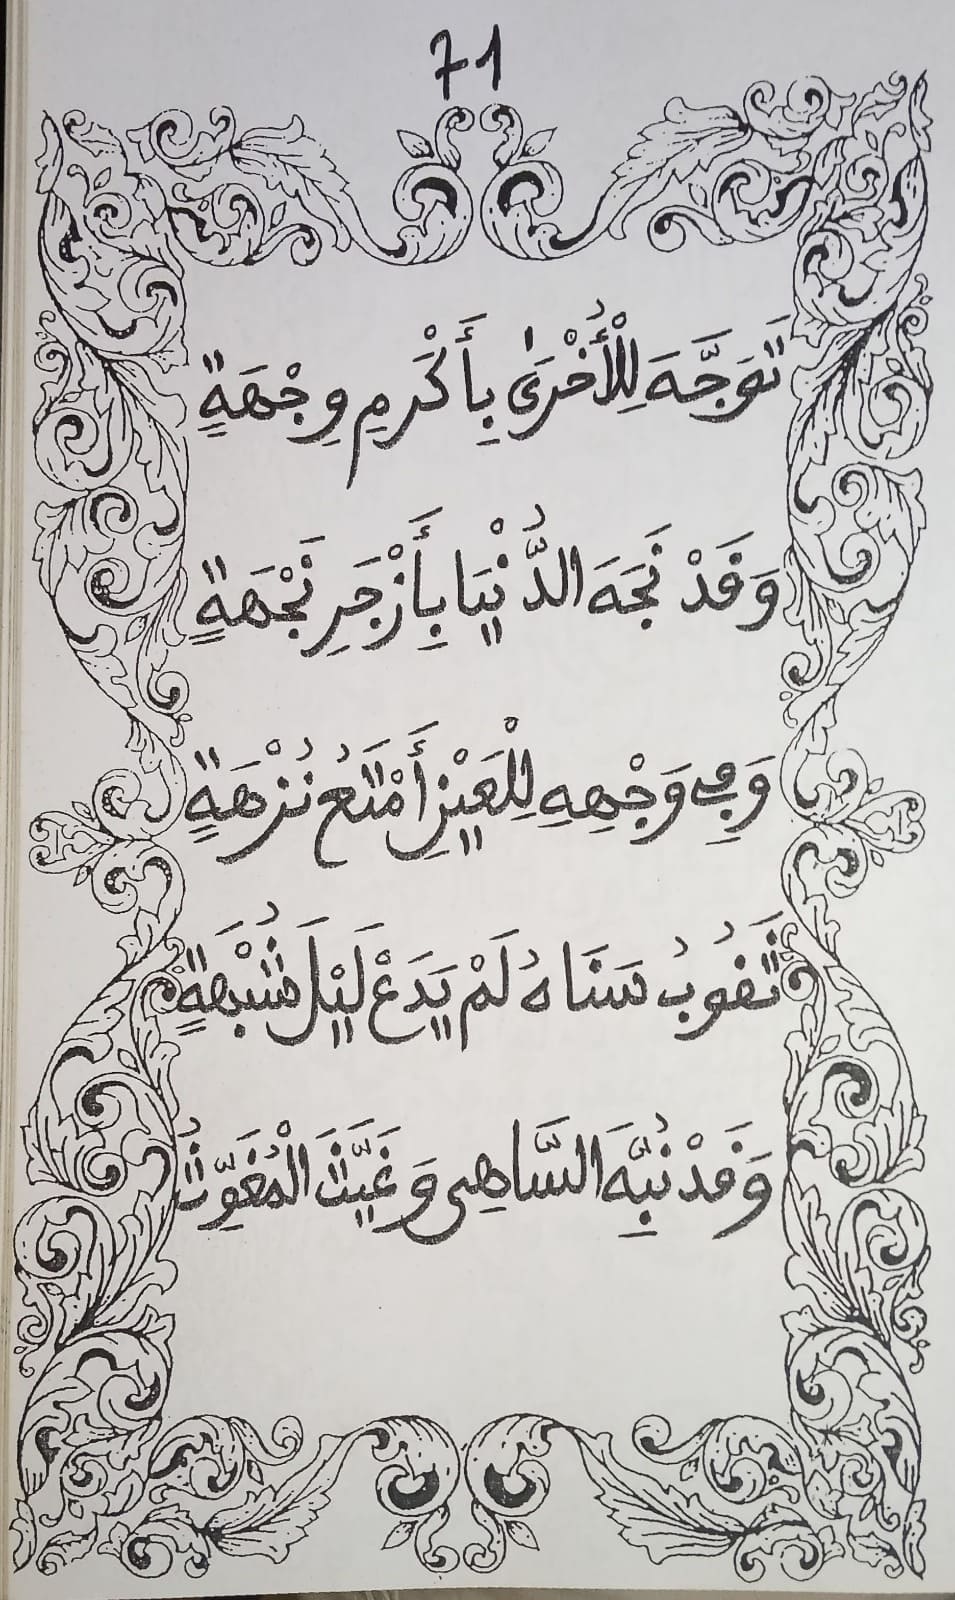 71
تَوَجَّهَ لِلْأُخْرَىٰ بِأَكْرَمِ وِجْهَةٍ
وَقَدْ نَجَهَ الدُّنْيَا بِأَزْجَرِ نَجْهَةٍ
وَفِي وَجْهِهِ لِلْعَيْنِ أَمْتَعُ نُزْهَةٍ
ثَقُوبُ سَنَاهُ لَمْ يَدَعْ لَيْلَ شُبْهَةٍ
وَقَدْ نَبَّهَ السَّاهِي وَغَيَّثَ الْمُغَوِّثُ